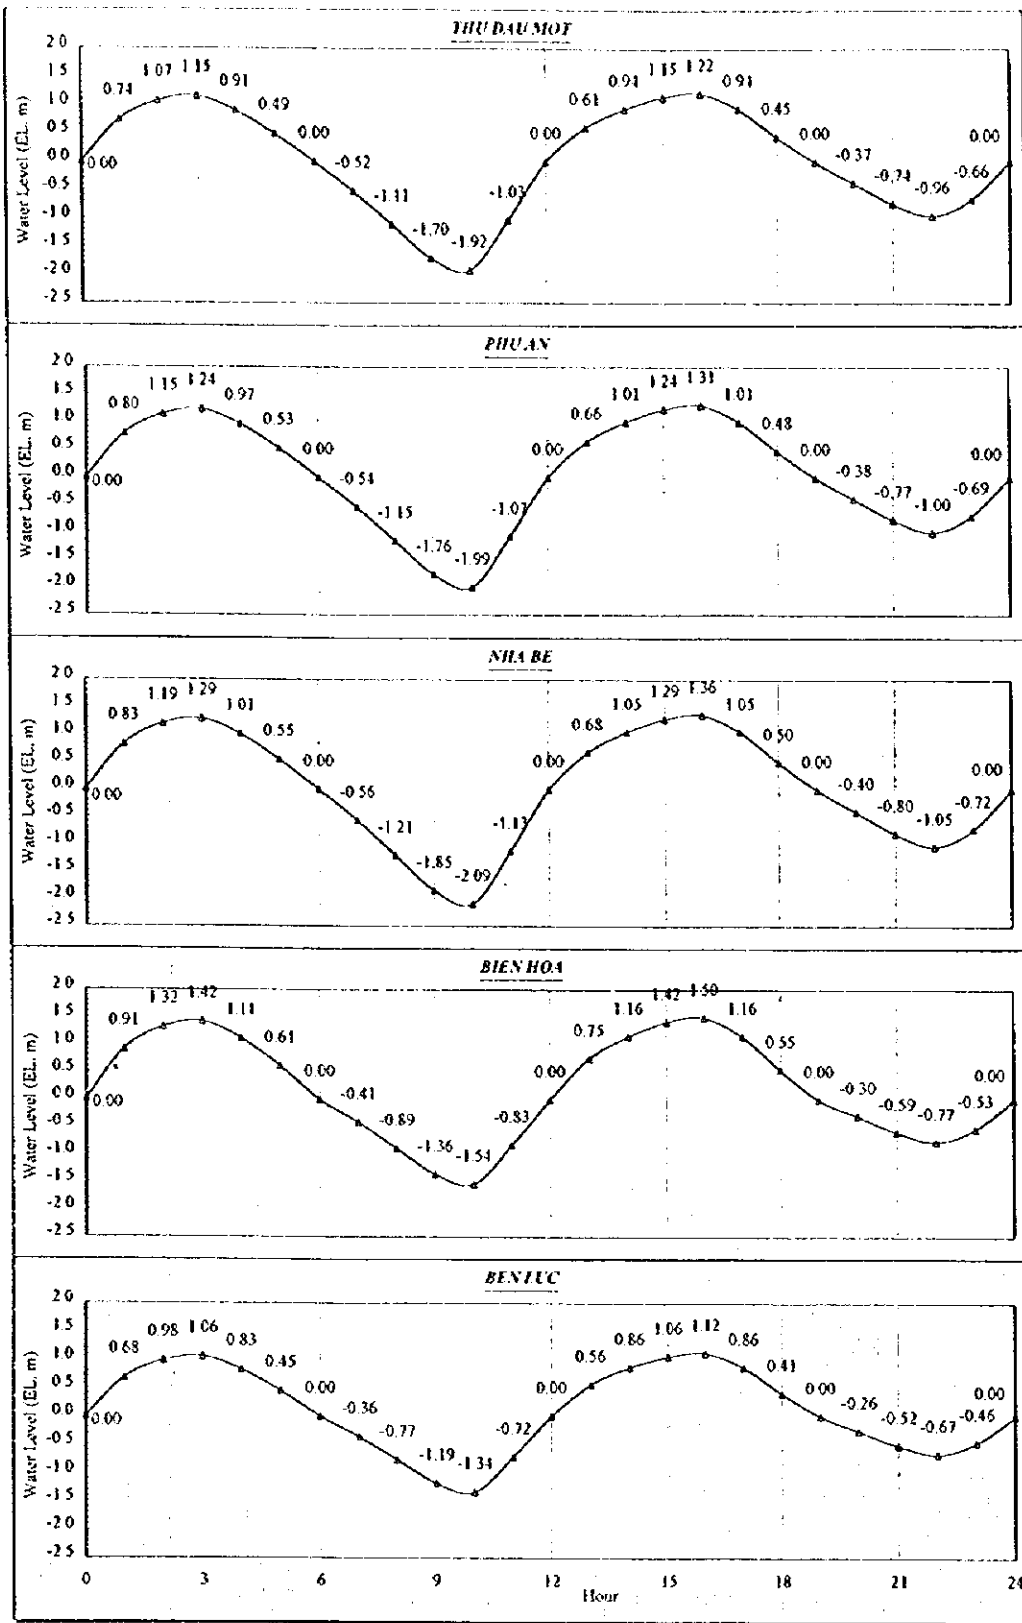 THU DAU MOT
Water Level (EL. m)
2.0
1.5
1.0
0.5
0.0
-0.5
-1.0
-1.5
-2.0
-2.5
0.00 0.74 1.07 1.15 0.91 0.49 0.00 -0.52 -1.11 -1.70 -1.92 -1.03 0.00 0.61 0.94 1.15 1.22 0.94 0.45 0.00 -0.37 -0.74 -0.96 -0.66 0.00
PHU AN
Water Level (EL. m)
2.0
1.5
1.0
0.5
0.0
-0.5
-1.0
-1.5
-2.0
-2.5
0.00 0.80 1.15 1.24 0.97 0.53 0.00 -0.54 -1.15 -1.76 -1.99 -1.07 0.00 0.66 1.01 1.24 1.31 1.01 0.48 0.00 -0.38 -0.77 -1.00 -0.69 0.00
NHA BE
Water Level (EL. m)
2.0
1.5
1.0
0.5
0.0
-0.5
-1.0
-1.5
-2.0
-2.5
0.00 0.83 1.19 1.29 1.01 0.55 0.00 -0.56 -1.21 -1.85 -2.09 -1.13 0.00 0.68 1.05 1.29 1.36 1.05 0.50 0.00 -0.40 -0.80 -1.05 -0.72 0.00
BIEN HOA
Water Level (EL. m)
2.0
1.5
1.0
0.5
0.0
-0.5
-1.0
-1.5
-2.0
-2.5
0.00 0.91 1.32 1.42 1.11 0.61 0.00 -0.41 -0.89 -1.36 -1.54 -0.83 0.00 0.75 1.16 1.42 1.50 1.16 0.55 0.00 -0.30 -0.59 -0.77 -0.53 0.00
BEN LUC
Water Level (EL. m)
2.0
1.5
1.0
0.5
0.0
-0.5
-1.0
-1.5
-2.0
-2.5
0.00 0.68 0.98 1.06 0.83 0.45 0.00 -0.36 -0.77 -1.19 -1.34 -0.72 0.00 0.56 0.86 1.06 1.12 0.86 0.41 0.00 -0.26 -0.52 -0.67 -0.46 0.00
0 3 6 9 12 15 18 21 24
Hour